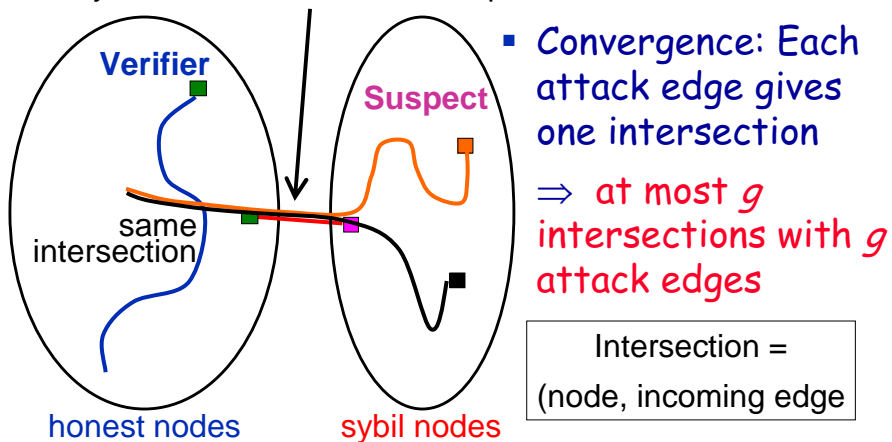 Verifier
Suspect
same
intersection
honest nodes
sybil nodes
▪ Convergence: Each
attack edge gives
one intersection
⇒ at most g
intersections with g
attack edges
Intersection =
(node, incoming edge